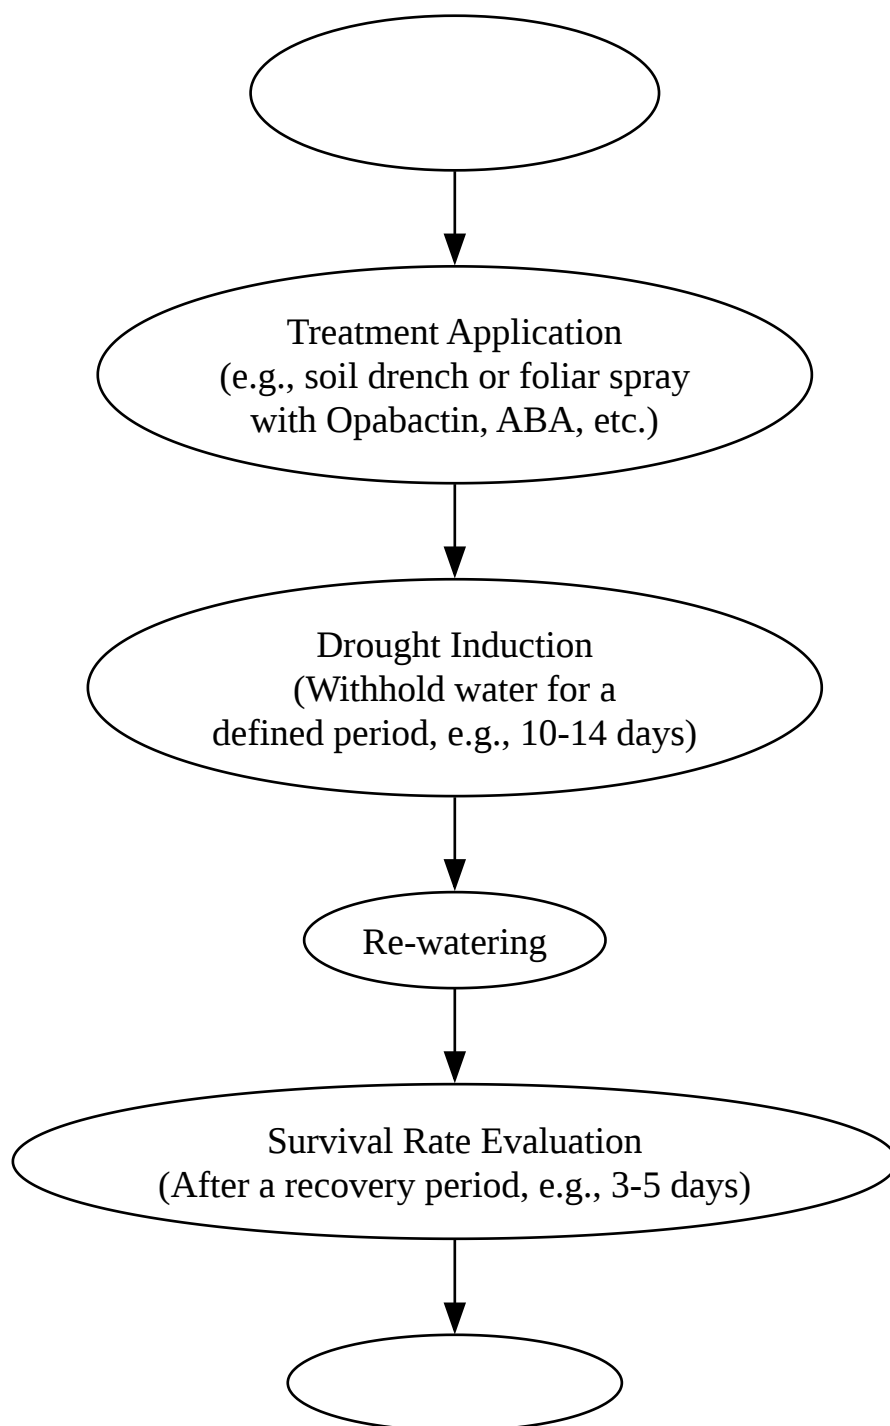 Treatment Application
(e.g., soil drench or foliar spray
with Opabactin, ABA, etc.)
Drought Induction
(Withhold water for a
defined period, e.g., 10-14 days)
Re-watering
Survival Rate Evaluation
(After a recovery period, e.g., 3-5 days)